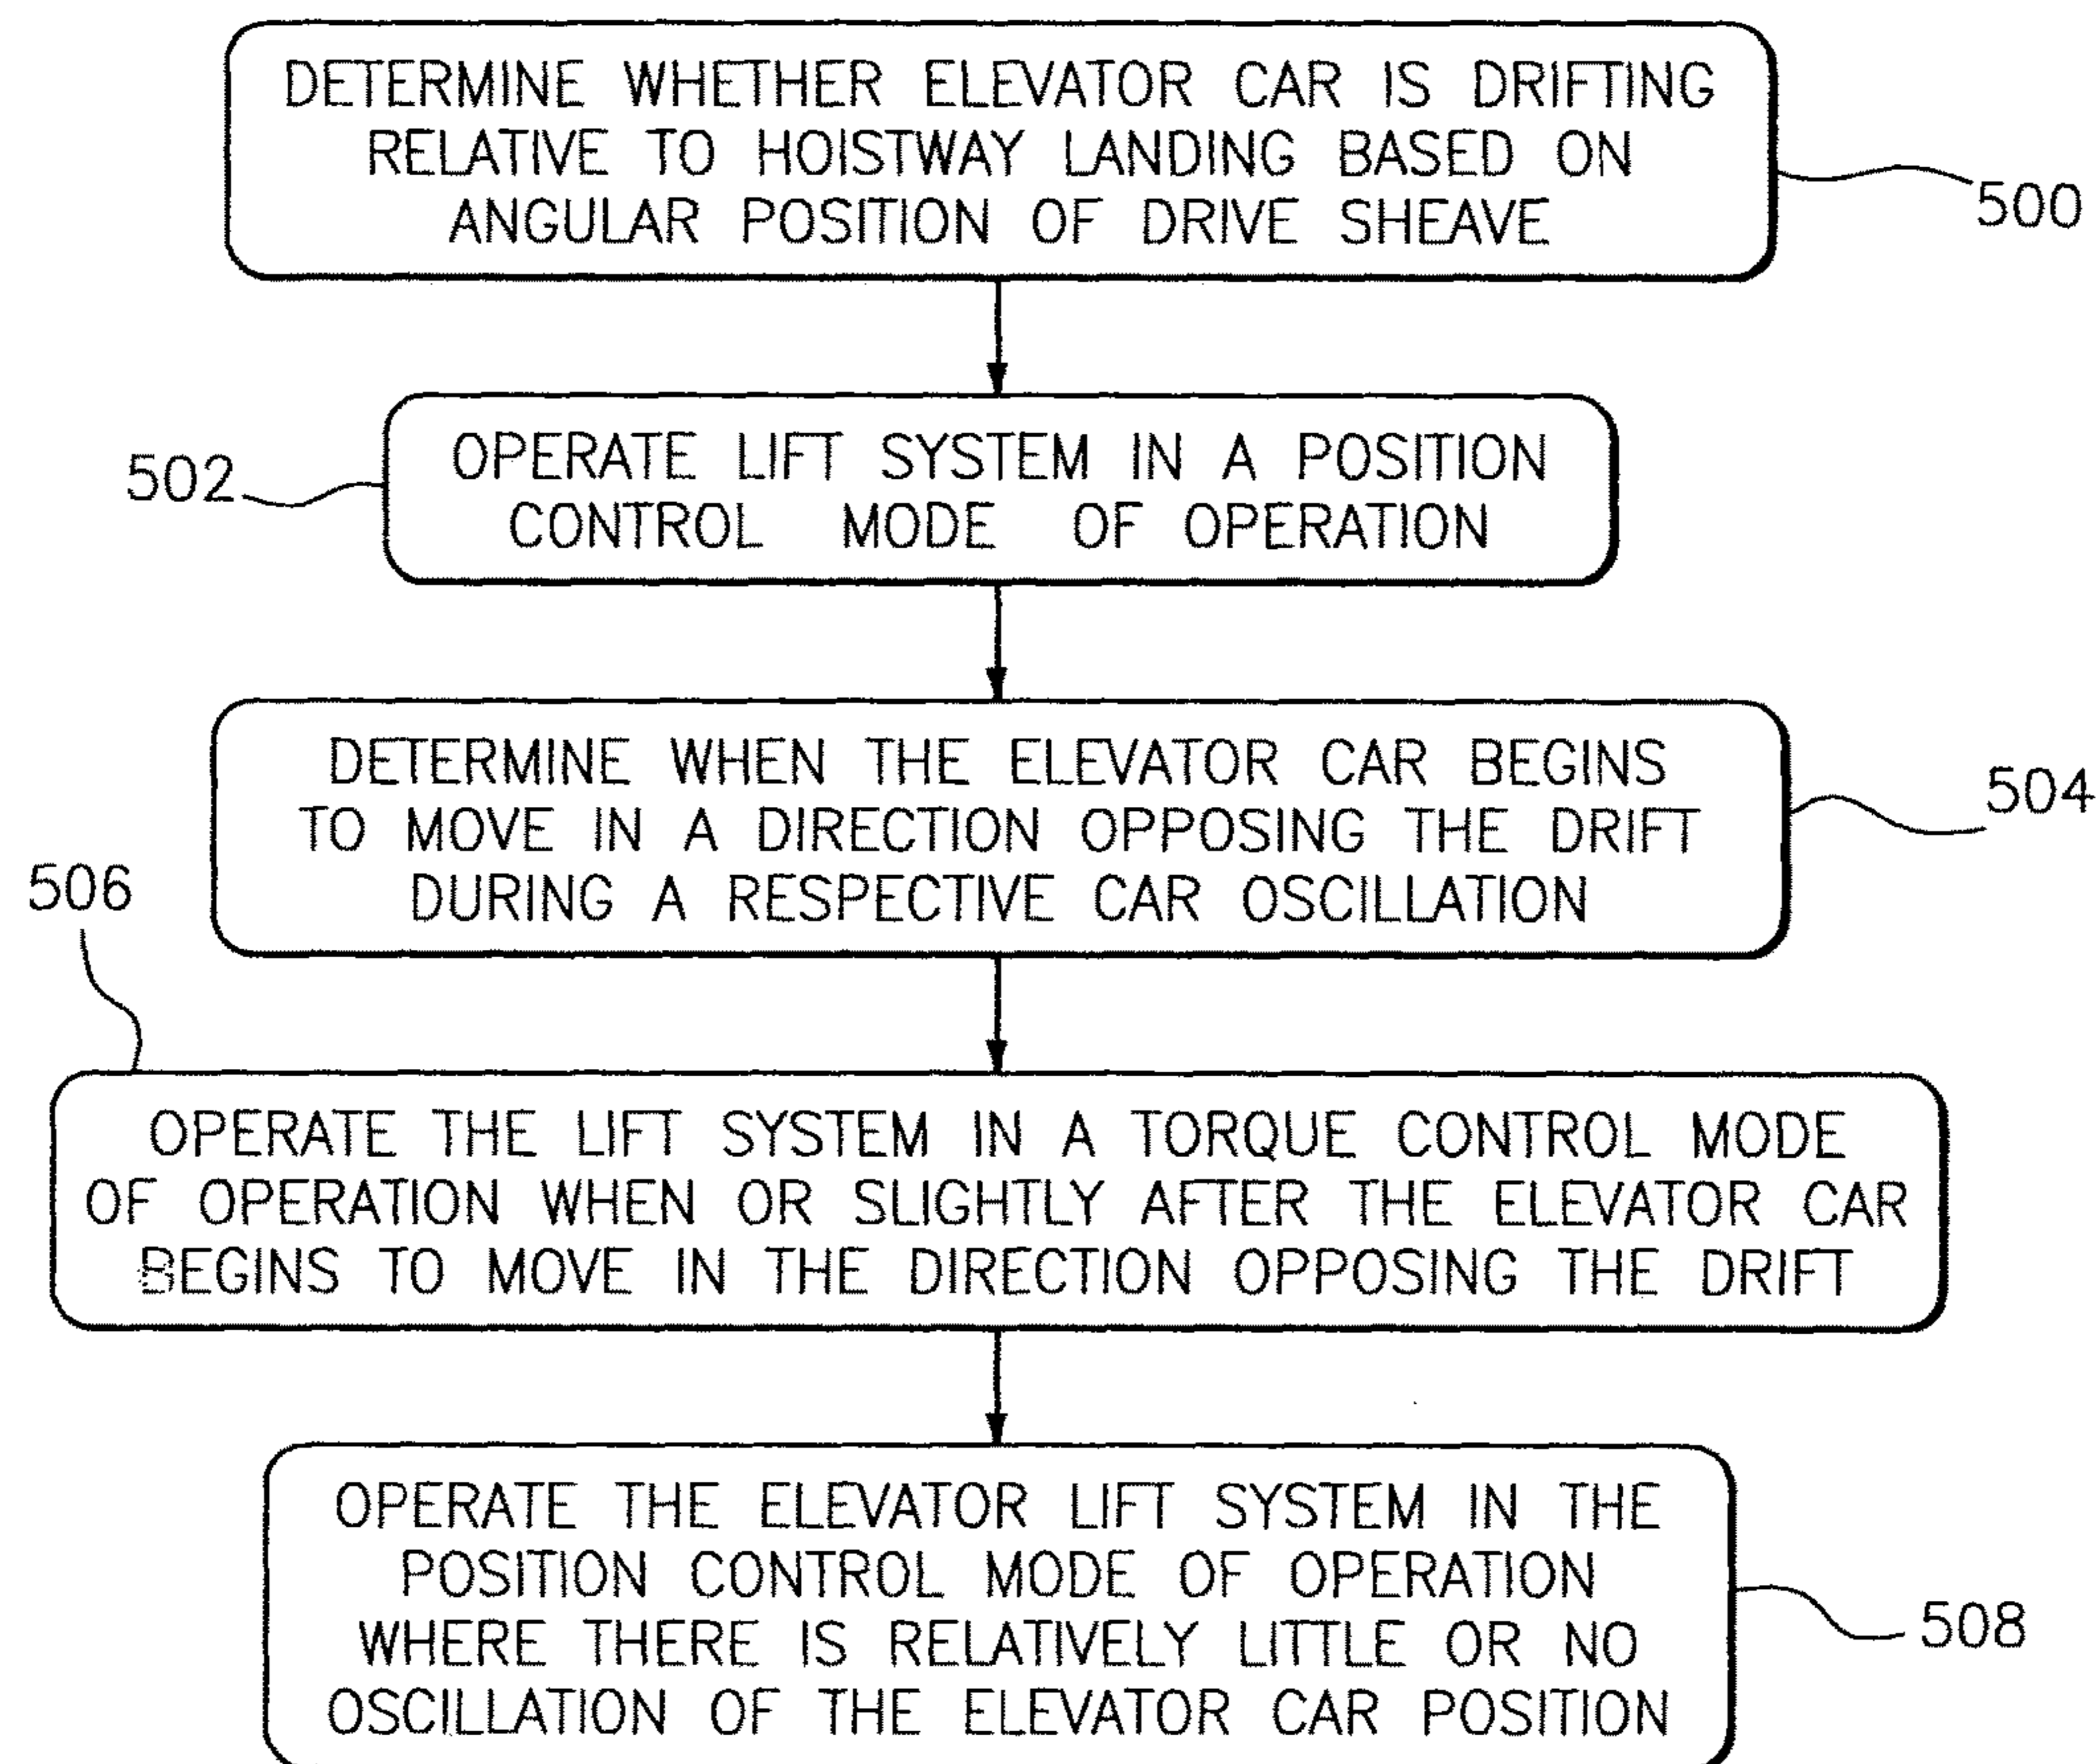 DETERMINE WHETHER ELEVATOR CAR IS DRIFTING
RELATIVE TO HOISTWAY LANDING BASED ON
ANGULAR POSITION OF DRIVE SHEAVE
500
OPERATE LIFT SYSTEM IN A POSITION
CONTROL MODE OF OPERATION
502
DETERMINE WHEN THE ELEVATOR CAR BEGINS
TO MOVE IN A DIRECTION OPPOSING THE DRIFT
DURING A RESPECTIVE CAR OSCILLATION
504
506
OPERATE THE LIFT SYSTEM IN A TORQUE CONTROL MODE
OF OPERATION WHEN OR SLIGHTLY AFTER THE ELEVATOR CAR
BEGINS TO MOVE IN THE DIRECTION OPPOSING THE DRIFT
OPERATE THE ELEVATOR LIFT SYSTEM IN THE
POSITION CONTROL MODE OF OPERATION
WHERE THERE IS RELATIVELY LITTLE OR NO
OSCILLATION OF THE ELEVATOR CAR POSITION
508